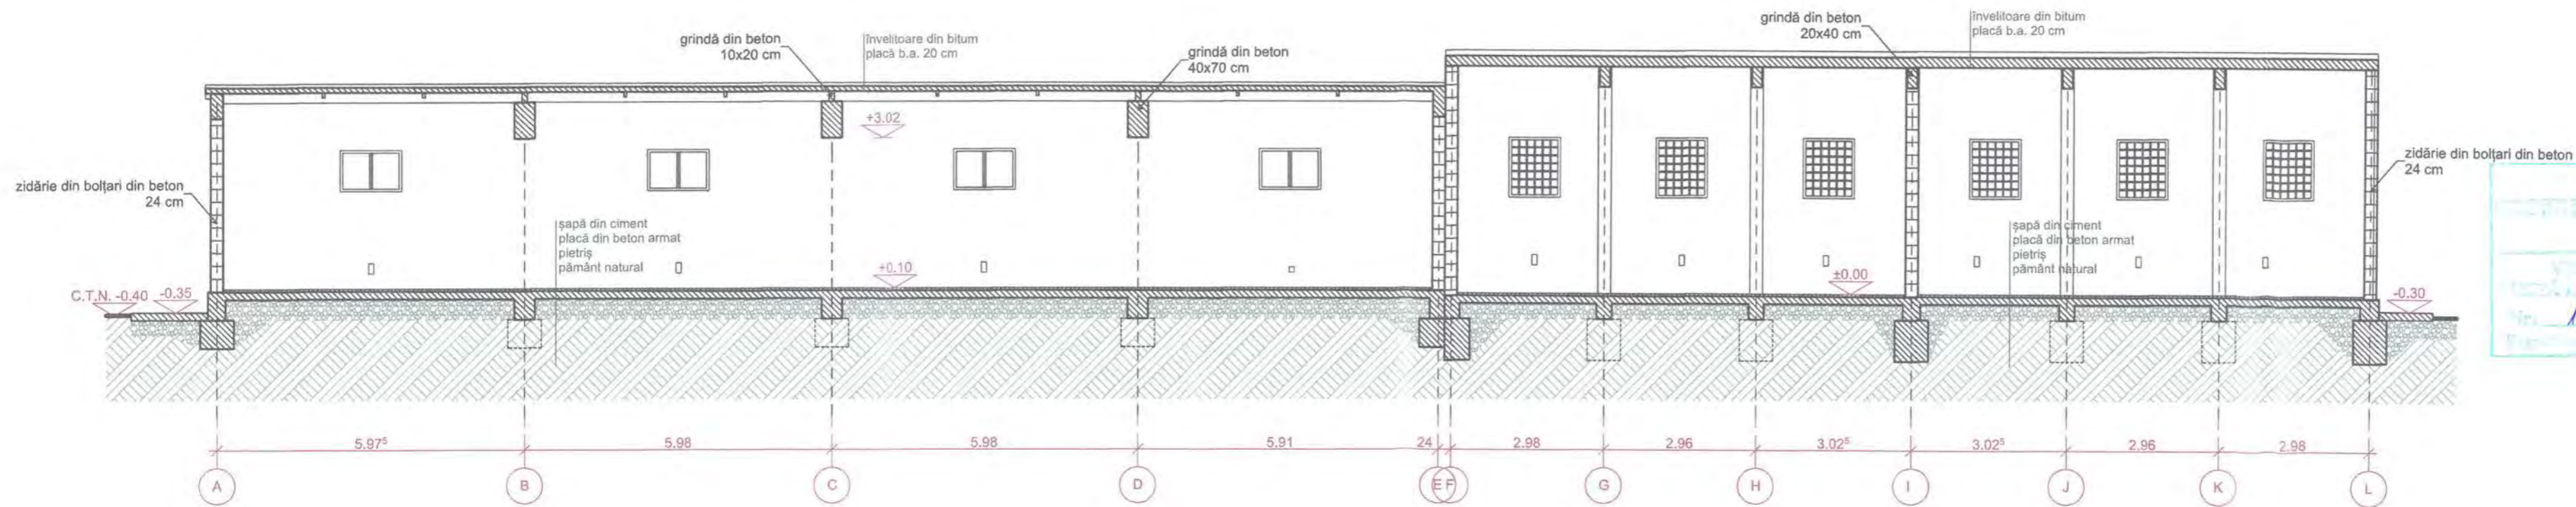 grindă din beton
10x20 cm
învelitoare din bitum
placă b.a. 20 cm
grindă din beton
40x70 cm
grindă din beton
20x40 cm
învelitoare din bitum
placă b.a. 20 cm
+3.02
zidărie din bolțari din beton
24 cm
zidărie din bolțari din beton
24 cm
șapă din ciment
placă din beton armat
pietriș
pământ natural
șapă din ciment
placă din beton armat
pietriș
pământ natural
+0.10
±0.00
C.T.N. -0.40
-0.35
-0.30
5.97⁵
5.98
5.98
5.91
24
2.98
2.96
3.02⁵
3.02⁵
2.96
2.98
A
B
C
D
E
F
G
H
I
J
K
L